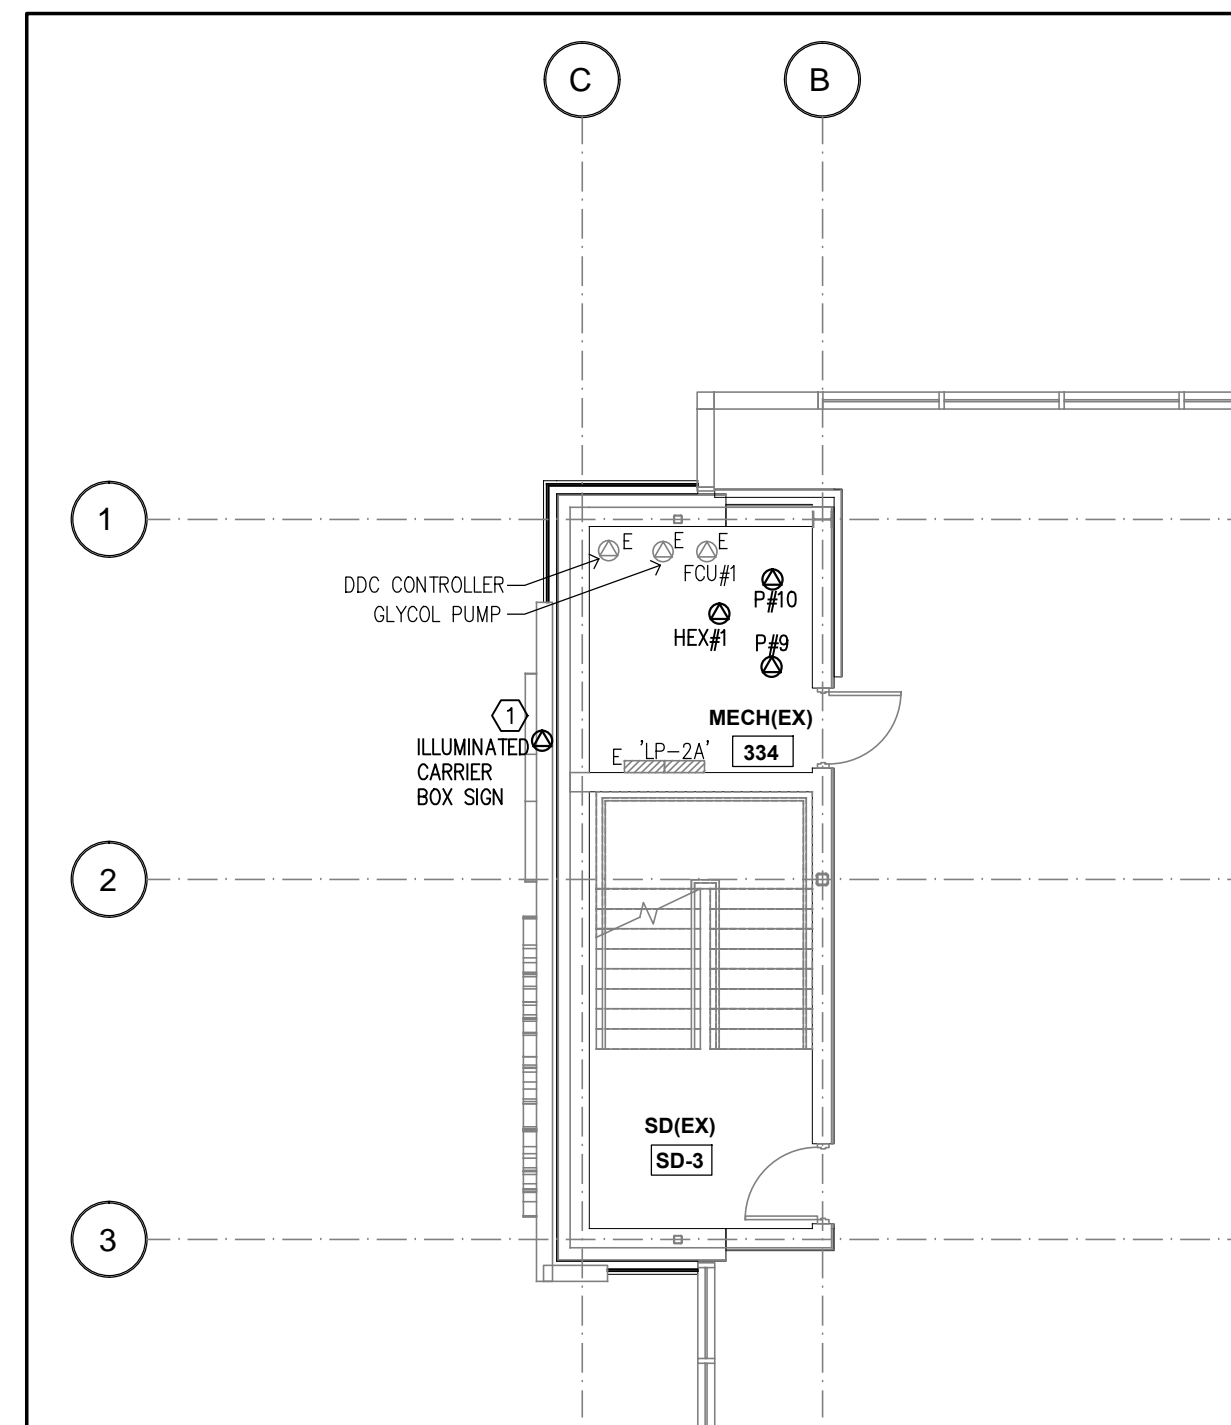 C
B
1
E
E
E
DDC CONTROLLER
FCU#1
GLYCOL PUMP
P#10
HEX#1
P#9
1
MECH(EX)
334
ILLUMINATED
CARRIER
BOX SIGN
E
'LP-2A'
2
SD(EX)
SD-3
3